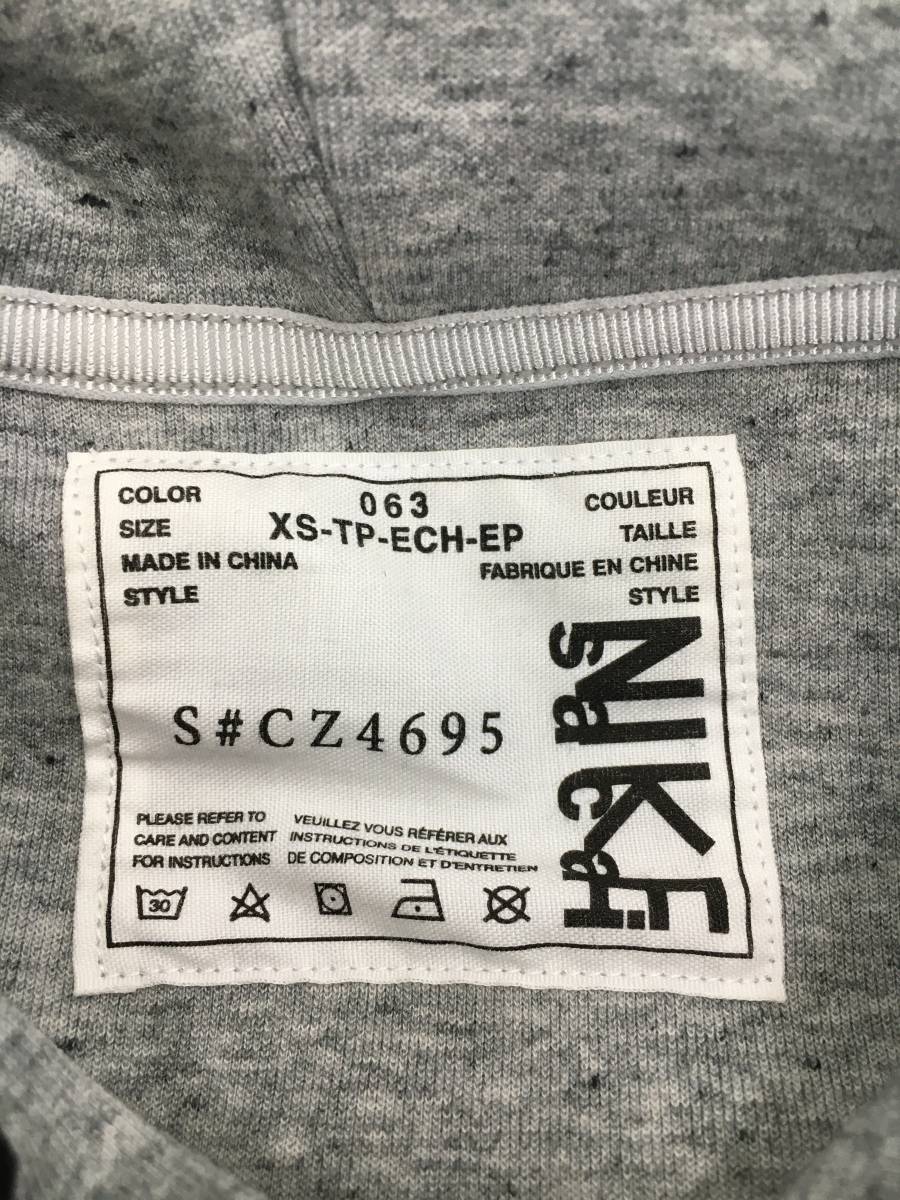 COLOR 063 COULEUR
SIZE XS-TP-ECH-EP TAILLE
MADE IN CHINA FABRIQUE EN CHINE
STYLE STYLE
S#CZ4695
NIKE
sacai
PLEASE REFER TO
CARE AND CONTENT
FOR INSTRUCTIONS
VEUILLEZ VOUS RÉFÉRER AUX
INSTRUCTIONS DE L'ÉTIQUETTE
DE COMPOSITION ET D'ENTRETIEN
30